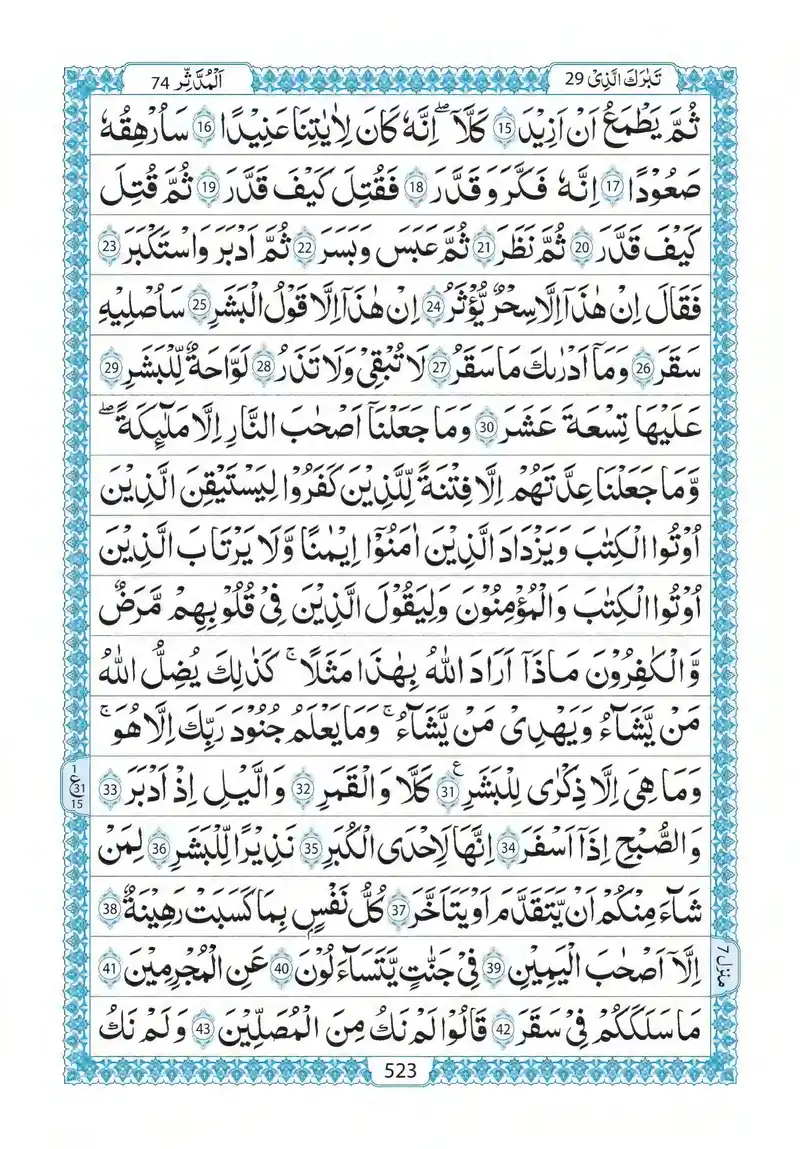 تَبٰرَكَ الَّذِیْ 29
اَلْمُدَّثِّر 74
ثُمَّ یَطْمَعُ اَنْ اَزِیْدَ 15 كَلَّا ؕ اِنَّهٗ كَانَ لِاٰیٰتِنَا عَنِیْدًا 16 سَاُرْهِقُهٗ
صَعُوْدًا 17 اِنَّهٗ فَكَّرَ وَ قَدَّرَ 18 فَقُتِلَ كَیْفَ قَدَّرَ 19 ثُمَّ قُتِلَ
كَیْفَ قَدَّرَ 20 ثُمَّ نَظَرَ 21 ثُمَّ عَبَسَ وَ بَسَرَ 22 ثُمَّ اَدْبَرَ وَ اسْتَكْبَرَ 23
فَقَالَ اِنْ هٰذَاۤ اِلَّا سِحْرٌ یُّؤْثَرُ 24 اِنْ هٰذَاۤ اِلَّا قَوْلُ الْبَشَرِ 25 سَاُصْلِیْهِ
سَقَرَ 26 وَ مَاۤ اَدْرٰىكَ مَا سَقَرُ 27 لَا تُبْقِیْ وَ لَا تَذَرُ 28 لَوَّاحَةٌ لِّلْبَشَرِ 29
عَلَیْهَا تِسْعَةَ عَشَرَ 30 وَ مَا جَعَلْنَاۤ اَصْحٰبَ النَّارِ اِلَّا مَلٰٓىِٕكَةً ۪
وَّ مَا جَعَلْنَا عِدَّتَهُمْ اِلَّا فِتْنَةً لِّلَّذِیْنَ كَفَرُوْا لِیَسْتَیْقِنَ الَّذِیْنَ
اُوْتُوا الْكِتٰبَ وَ یَزْدَادَ الَّذِیْنَ اٰمَنُوْۤا اِیْمٰنًا وَّ لَا یَرْتَابَ الَّذِیْنَ
اُوْتُوا الْكِتٰبَ وَ الْمُؤْمِنُوْنَ وَ لِیَقُوْلَ الَّذِیْنَ فِیْ قُلُوْبِهِمْ مَّرَضٌ
وَّ الْكٰفِرُوْنَ مَا ذَاۤ اَرَادَ اللّٰهُ بِهٰذَا مَثَلًا ۚ كَذٰلِكَ یُضِلُّ اللّٰهُ
مَنْ یَّشَآءُ وَ یَهْدِیْ مَنْ یَّشَآءُ ۚ وَ مَا یَعْلَمُ جُنُوْدَ رَبِّكَ اِلَّا هُوَ ۚ
وَ مَا هِیَ اِلَّا ذِكْرٰی لِلْبَشَرِ ع 31 كَلَّا وَ الْقَمَرِ 32 وَ الَّیْلِ اِذْ اَدْبَرَ 33
1
ع 31
15
وَ الصُّبْحِ اِذَاۤ اَسْفَرَ 34 اِنَّهَا لَاِحْدَی الْكُبَرِ 35 نَذِیْرًا لِّلْبَشَرِ 36 لِمَنْ
شَآءَ مِنْكُمْ اَنْ یَّتَقَدَّمَ اَوْ یَتَاَخَّرَ 37 كُلُّ نَفْسٍۭ بِمَا كَسَبَتْ رَهِیْنَةٌ 38
اِلَّاۤ اَصْحٰبَ الْیَمِیْنِ 39 فِیْ جَنّٰتٍ یَّتَسَآءَلُوْنَ 40 عَنِ الْمُجْرِمِیْنَ 41
منزل 7
مَا سَلَكَكُمْ فِیْ سَقَرَ 42 قَالُوْا لَمْ نَكُ مِنَ الْمُصَلِّیْنَ 43 وَ لَمْ نَكُ
523